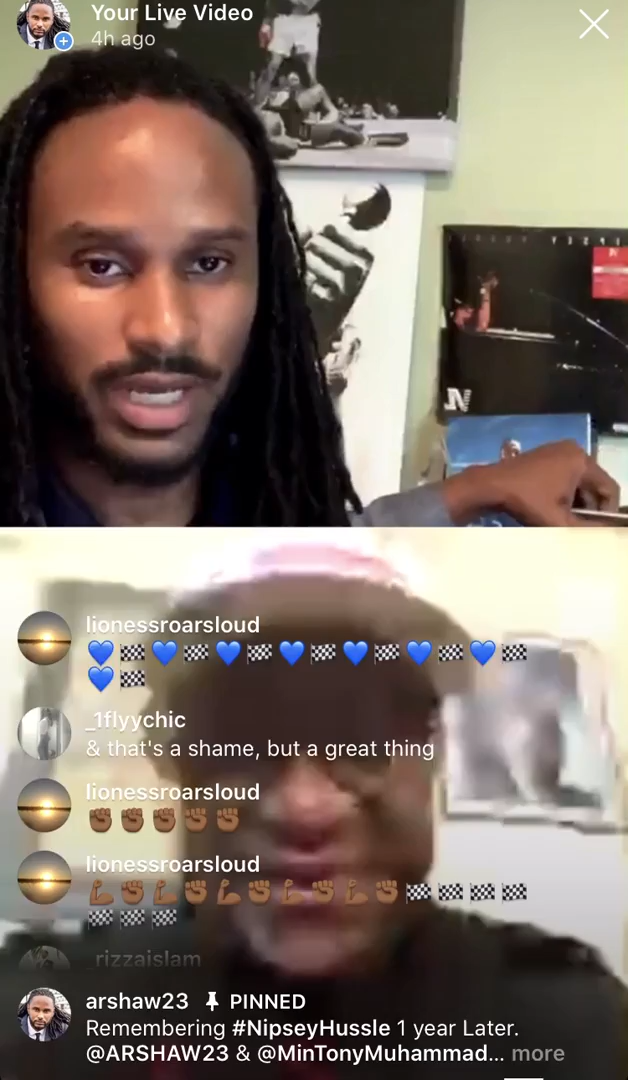 Your Live Video
4h ago
lionessroarsloud
💙🏁💙🏁💙🏁💙🏁💙🏁💙🏁💙🏁
💙🏁
_1flyychic
& that's a shame, but a great thing
lionessroarsloud
✊🏾✊🏾✊🏾✊🏾✊🏾
lionessroarsloud
💪🏾✊🏾💪🏾✊🏾💪🏾✊🏾💪🏾✊🏾💪🏾✊🏾🏁🏁🏁🏁
🏁🏁🏁
_rizzaislam
arshaw23 📌 PINNED
Remembering #NipseyHussle 1 year Later.
@ARSHAW23 & @MinTonyMuhammad... more